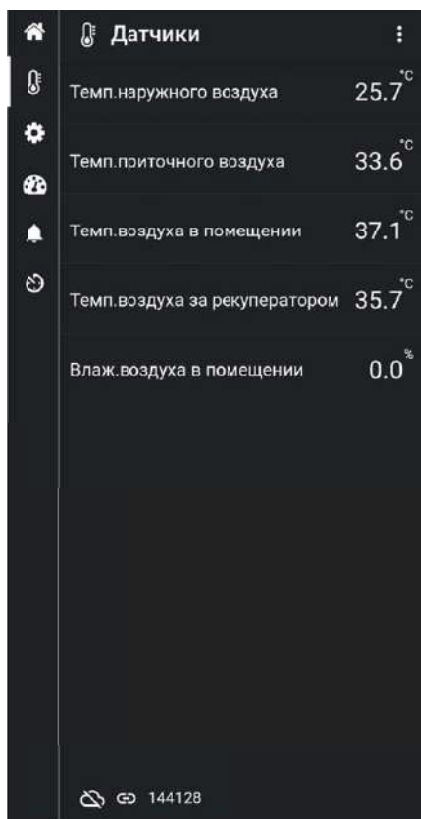 Датчики
Темп.наружного воздуха 25.7°C
Темп.приточного воздуха 33.6°C
Темп.воздуха в помещении 37.1°C
Темп.воздуха за рекуператором 35.7°C
Влаж.воздуха в помещении 0.0%
144128